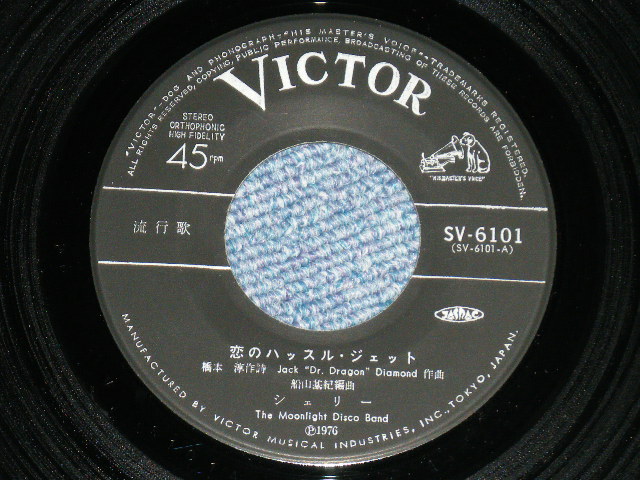 "VICTOR"—DOG AND PHONOGRAPH—"HIS MASTER'S VOICE"—TRADEMARKS REGISTERED.
ALL RIGHTS RESERVED, COPYING, PUBLIC PERFORMANCE, BROADCASTING OF THESE RECORDS ARE FORBIDDEN.
VICTOR
STEREO
ORTHOPHONIC
HIGH FIDELITY
45 rpm
"HIS MASTER'S VOICE"
流行歌
SV-6101
(SV-6101-A)
恋のハッスル・ジェット
橋本 淳作詩 Jack "Dr. Dragon" Diamond 作曲
船山基紀編曲
シェリー
The Moonlight Disco Band
Ⓟ1976
MANUFACTURED BY VICTOR MUSICAL INDUSTRIES, INC., TOKYO, JAPAN.